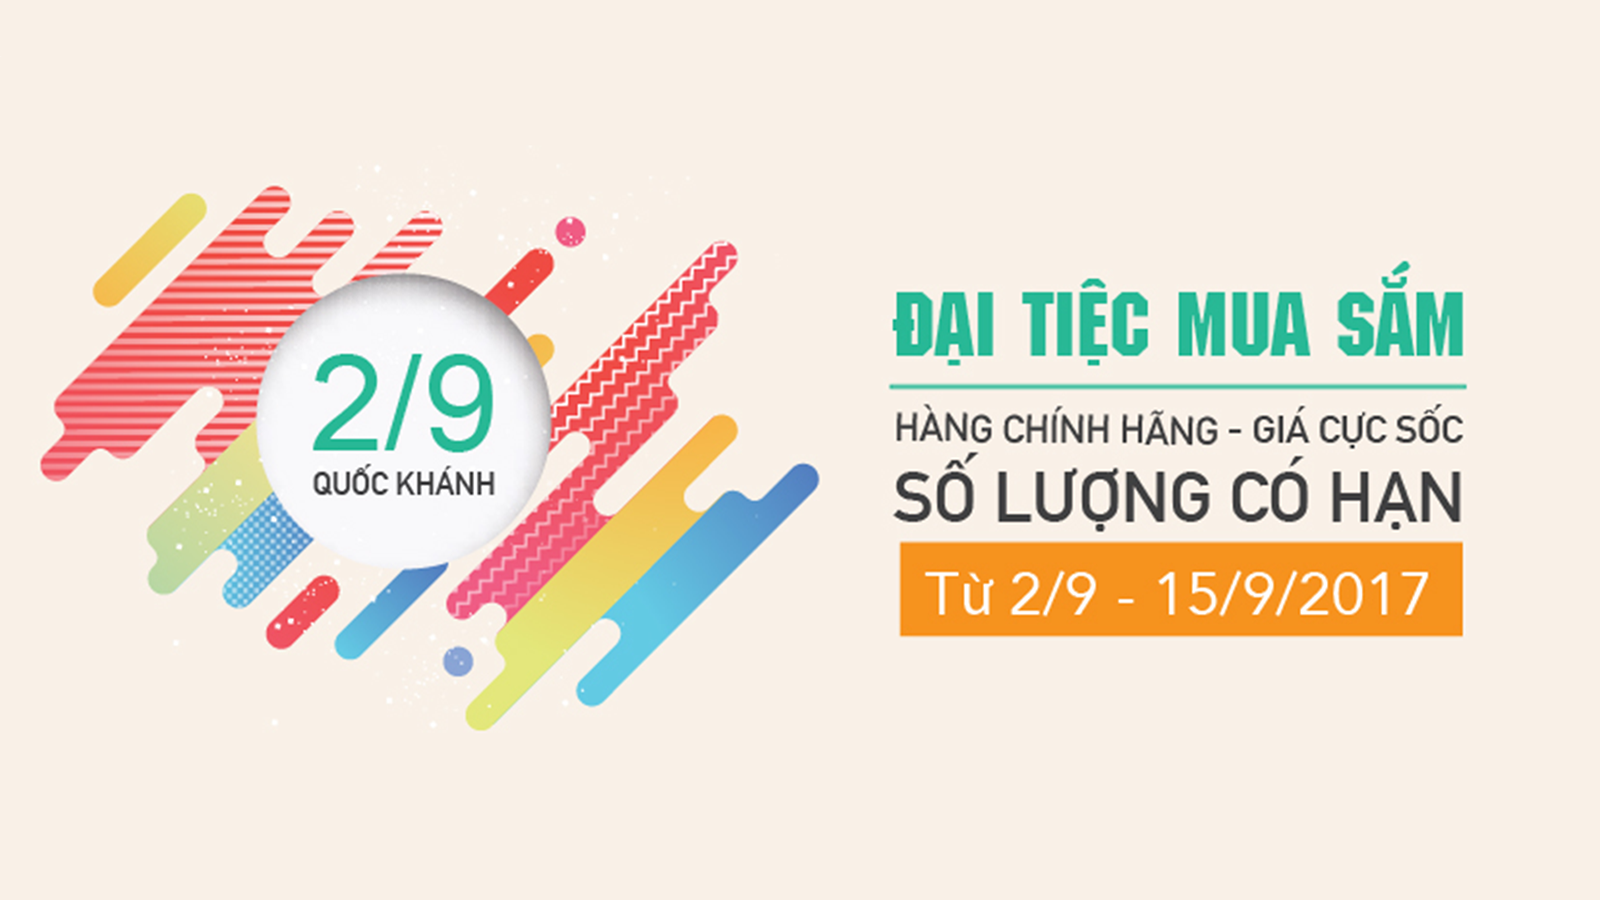 2/9
QUỐC KHÁNH
ĐẠI TIỆC MUA SẮM
HÀNG CHÍNH HÃNG - GIÁ CỰC SỐC
SỐ LƯỢNG CÓ HẠN
Từ 2/9 - 15/9/2017